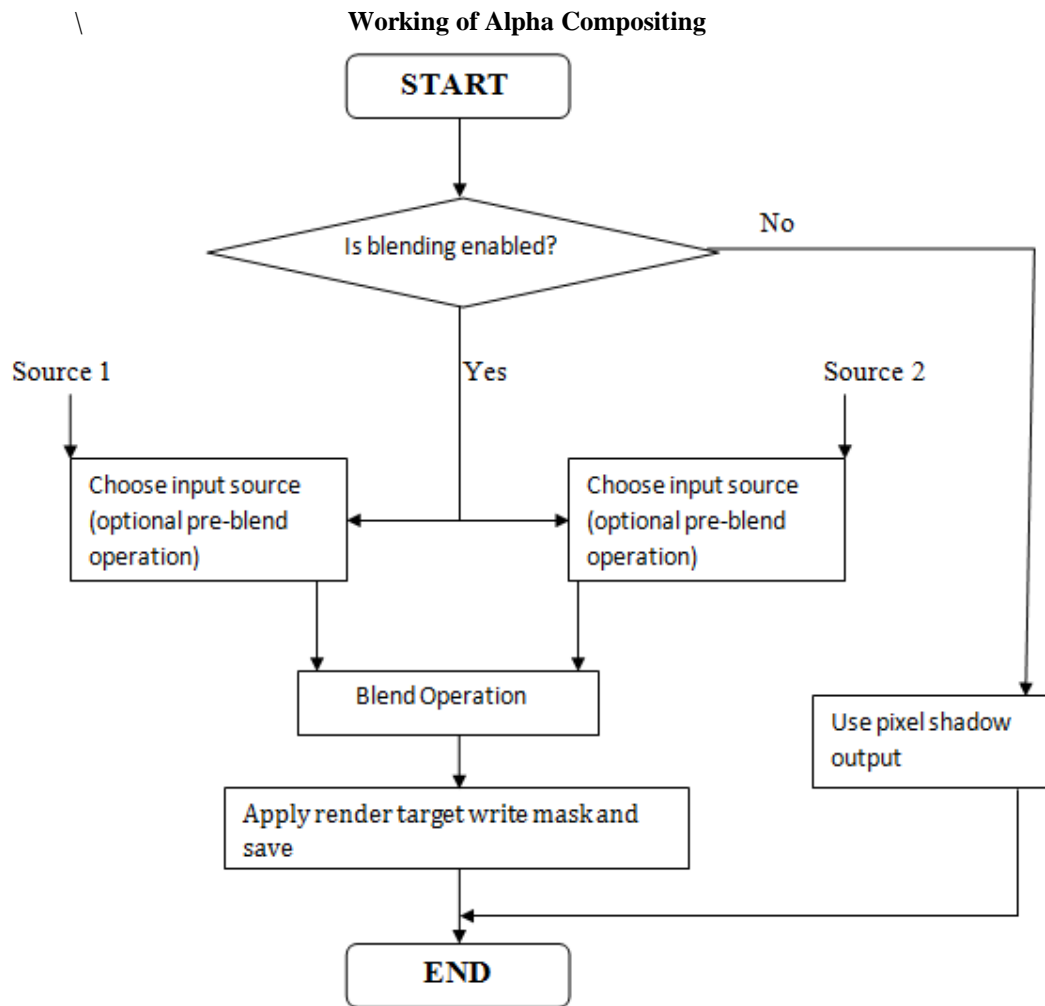 \ Working of Alpha Compositing
START
Is blending enabled?
No
Yes
Source 1
Source 2
Choose input source
(optional pre-blend
operation)
Choose input source
(optional pre-blend
operation)
Blend Operation
Use pixel shadow
output
Apply render target write mask and
save
END